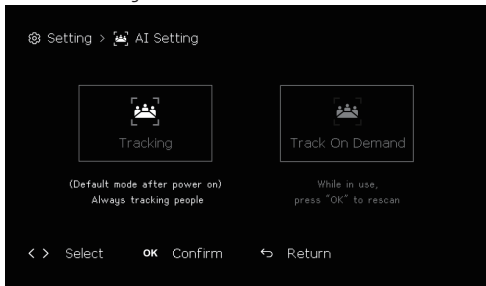 Setting > AI Setting
Tracking
Track On Demand
(Default mode after power on)
Always tracking people
While in use,
press "OK" to rescan
< > Select OK Confirm Return